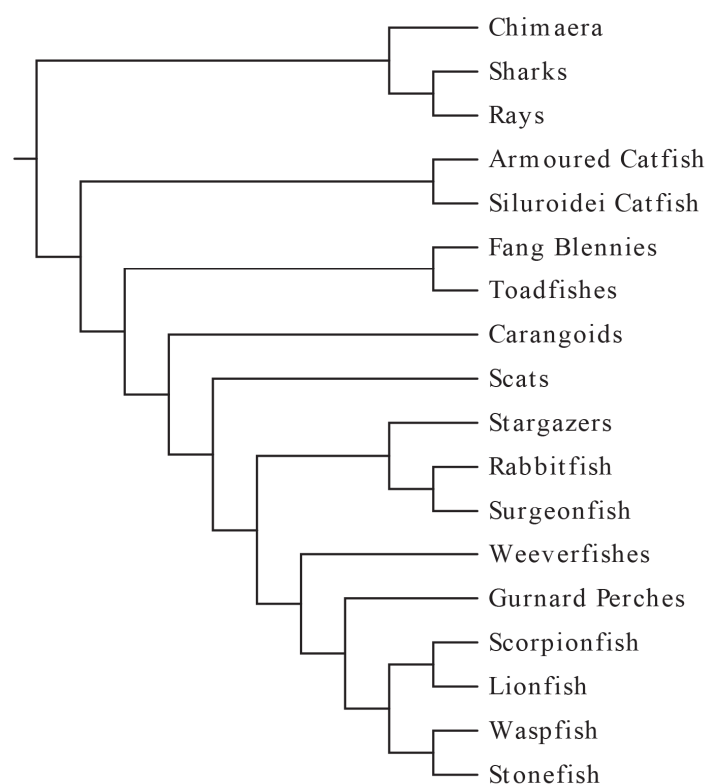 Chimaera
Sharks
Rays
Armoured Catfish
Siluroidei Catfish
Fang Blennies
Toadfishes
Carangoids
Scats
Stargazers
Rabbitfish
Surgeonfish
Weeverfishes
Gurnard Perches
Scorpionfish
Lionfish
Waspfish
Stonefish